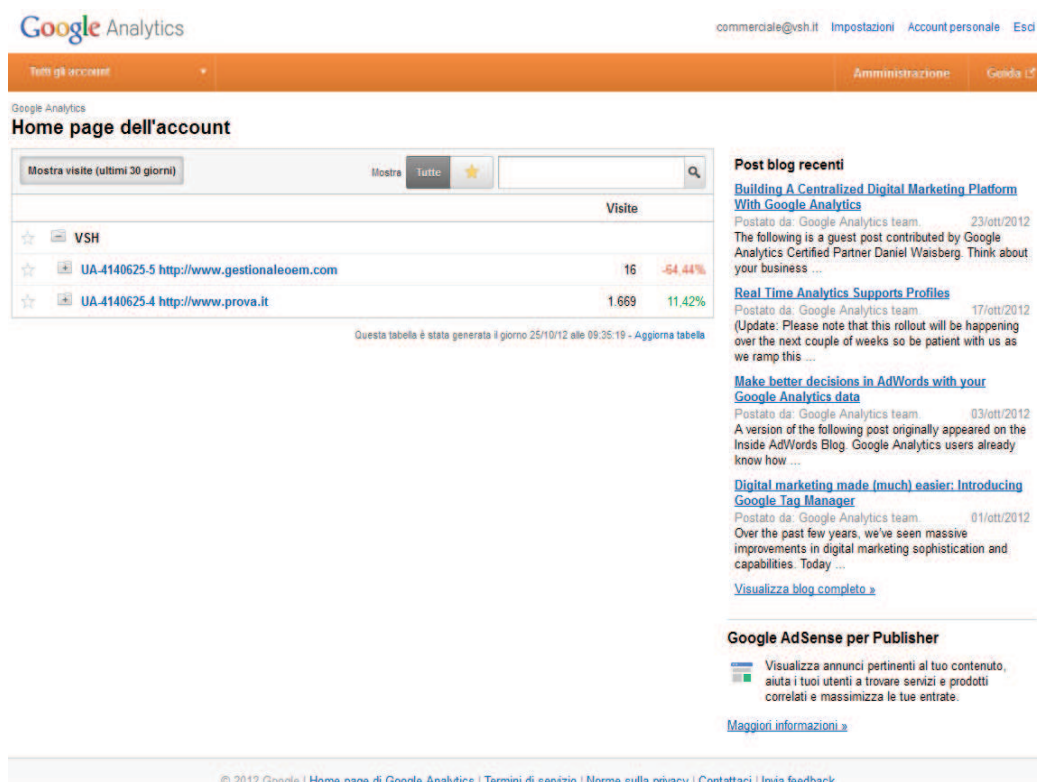 Google Analytics
commerciale@vsh.it Impostazioni Account personale Esci
Tutti gli account
Amministrazione Guida
Google Analytics
Home page dell'account
Mostra visite (ultimi 30 giorni)
Mostra Tutte
Visite
VSH
UA-4140625-5 http://www.gestionaleoem.com 16 -64,44%
UA-4140625-4 http://www.prova.it 1.669 11,42%
Questa tabella è stata generata il giorno 25/10/12 alle 09:35:19 - Aggiorna tabella
Post blog recenti
Building A Centralized Digital Marketing Platform
With Google Analytics
Postato da: Google Analytics team. 23/ott/2012
The following is a guest post contributed by Google
Analytics Certified Partner Daniel Waisberg. Think about
your business ...
Real Time Analytics Supports Profiles
Postato da: Google Analytics team. 17/ott/2012
(Update: Please note that this rollout will be happening
over the next couple of weeks so be patient with us as
we ramp this ...
Make better decisions in AdWords with your
Google Analytics data
Postato da: Google Analytics team. 03/ott/2012
A version of the following post originally appeared on the
Inside AdWords Blog. Google Analytics users already
know how ...
Digital marketing made (much) easier: Introducing
Google Tag Manager
Postato da: Google Analytics team. 01/ott/2012
Over the past few years, we've seen massive
improvements in digital marketing sophistication and
capabilities. Today ...
Visualizza blog completo »
Google AdSense per Publisher
Visualizza annunci pertinenti al tuo contenuto,
aiuta i tuoi utenti a trovare servizi e prodotti
correlati e massimizza le tue entrate.
Maggiori informazioni »
© 2012 Google | Home page di Google Analytics | Termini di servizio | Norme sulla privacy | Contattaci | Invia feedback